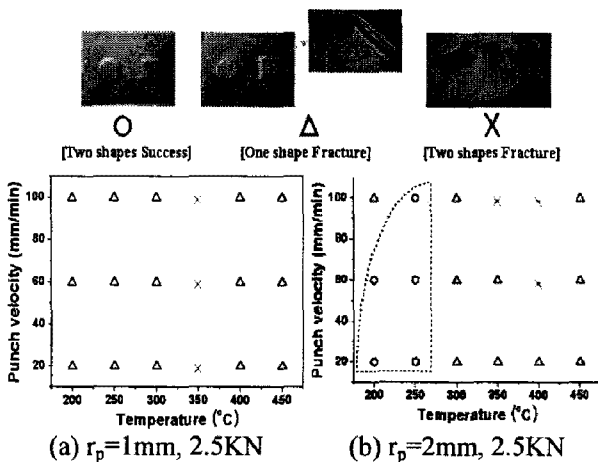 O Δ X
[Two shapes Success] [One shape Fracture] [Two shapes Fracture]
Punch velocity (mm/min)
100
80
60
40
20
200 250 300 350 400 450
Temperature (°C)
(a) rp=1mm, 2.5KN
Punch velocity (mm/min)
100
80
60
40
20
200 250 300 350 400 450
Temperature (°C)
(b) rp=2mm, 2.5KN